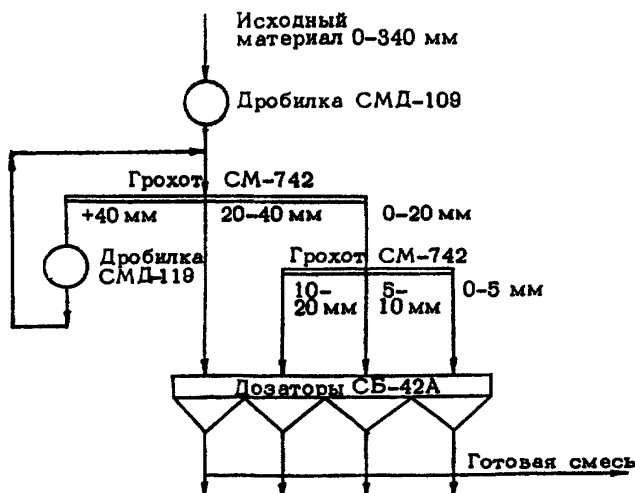 Исходный
материал 0-340 мм
Дробилка СМД-109
Грохот СМ-742
+40 мм
20-40 мм
0-20 мм
Дробилка
СМД-119
Грохот СМ-742
10-
20 мм
5-
10 мм
0-5 мм
Дозаторы СБ-42А
Готовая смесь